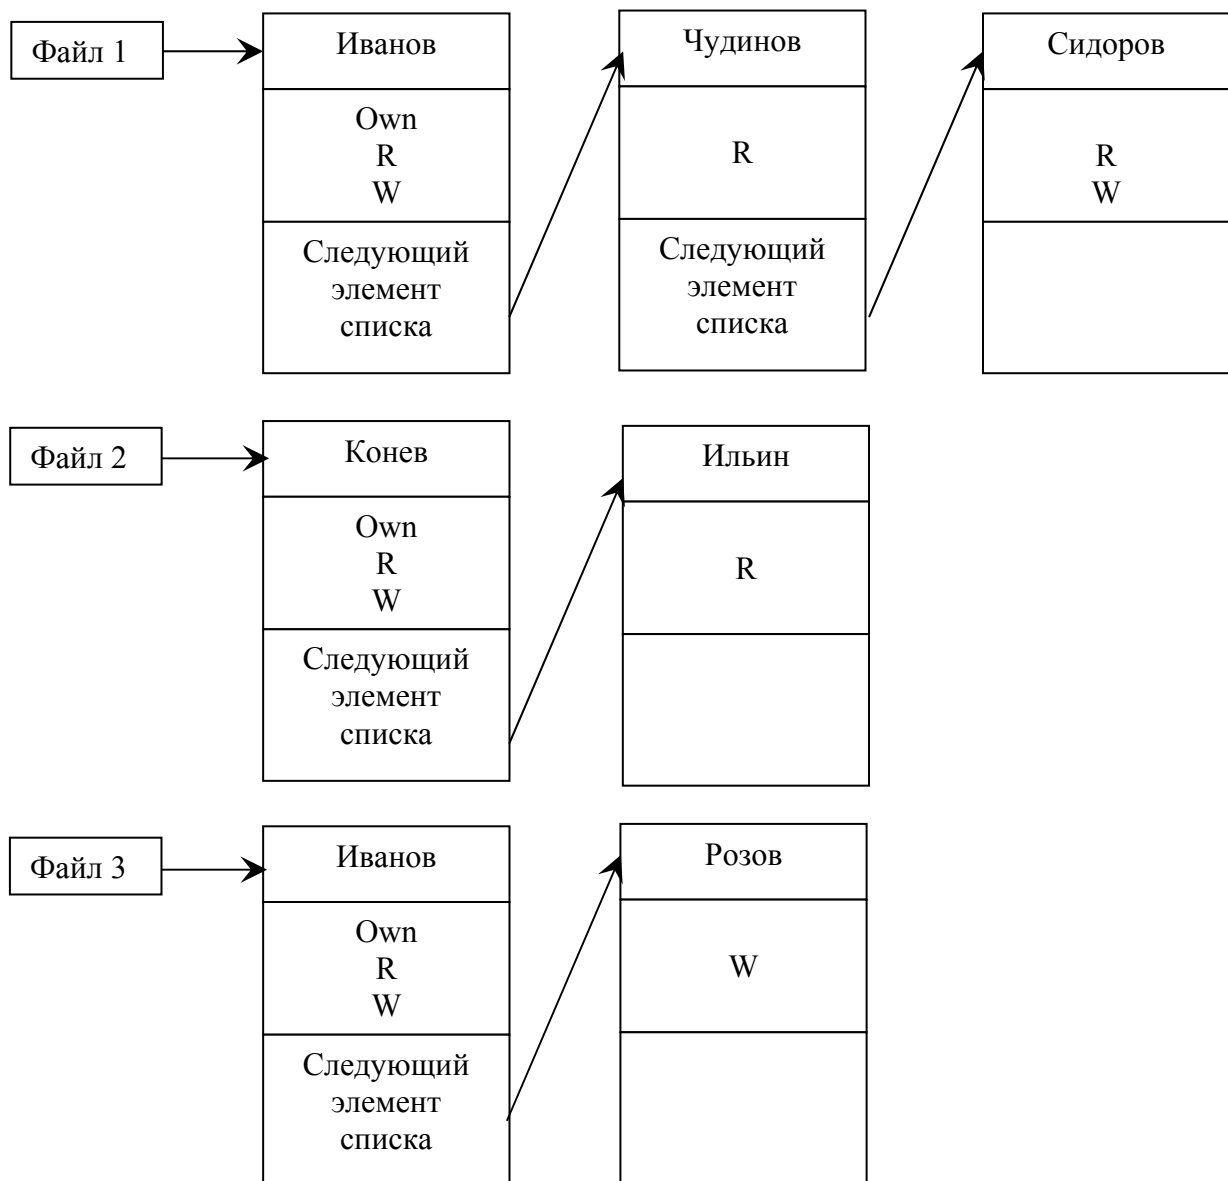 Файл 1
Иванов
Own
R
W
Следующий
элемент
списка
Чудинов
R
Следующий
элемент
списка
Сидоров
R
W
Файл 2
Конев
Own
R
W
Следующий
элемент
списка
Ильин
R
Файл 3
Иванов
Own
R
W
Следующий
элемент
списка
Розов
W